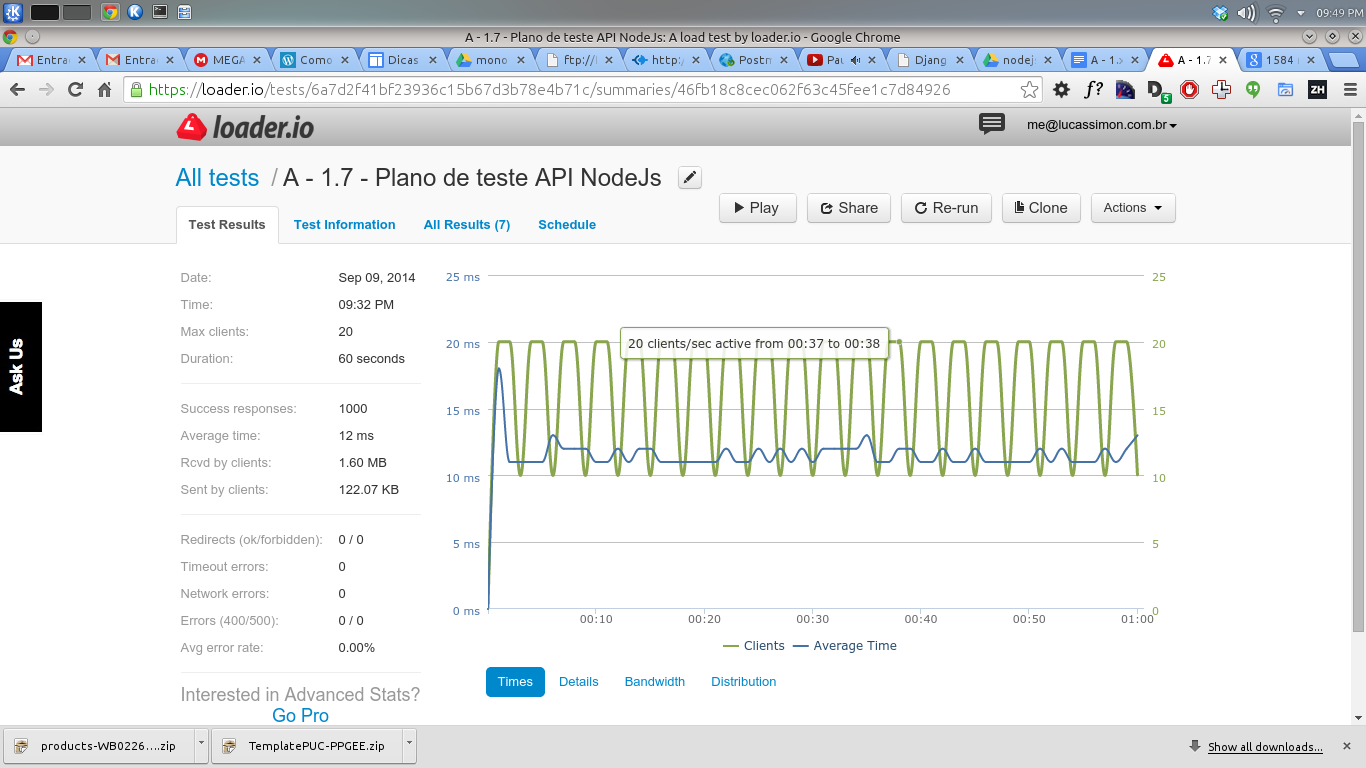 09:49 PM
A - 1.7 - Plano de teste API NodeJs: A load test by loader.io - Google Chrome
Entra Entra MEGA Como Dicas mono ftp://l http: Postm Pau Djang nodej A - 1. A - 1.7 1584
https://loader.io/tests/6a7d2f41bf23936c15b67d3b78e4b71c/summaries/46fb18c8cec062f63c45fee1c7d84926
f? D 5 ZH
loader.io me@lucassimon.com.br
All tests / A - 1.7 - Plano de teste API NodeJs
Play Share Re-run Clone Actions
Test Results Test Information All Results (7) Schedule
Ask Us
Date: Sep 09, 2014
Time: 09:32 PM
Max clients: 20
Duration: 60 seconds
Success responses: 1000
Average time: 12 ms
Rcvd by clients: 1.60 MB
Sent by clients: 122.07 KB
Redirects (ok/forbidden): 0 / 0
Timeout errors: 0
Network errors: 0
Errors (400/500): 0 / 0
Avg error rate: 0.00%
Interested in Advanced Stats?
Go Pro
25 ms 25
20 ms 20 clients/sec active from 00:37 to 00:38 20
15 ms 15
10 ms 10
5 ms 5
0 ms 0
00:10 00:20 00:30 00:40 00:50 01:00
Clients Average Time
Times Details Bandwidth Distribution
products-WB0226....zip TemplatePUC-PPGEE.zip Show all downloads...